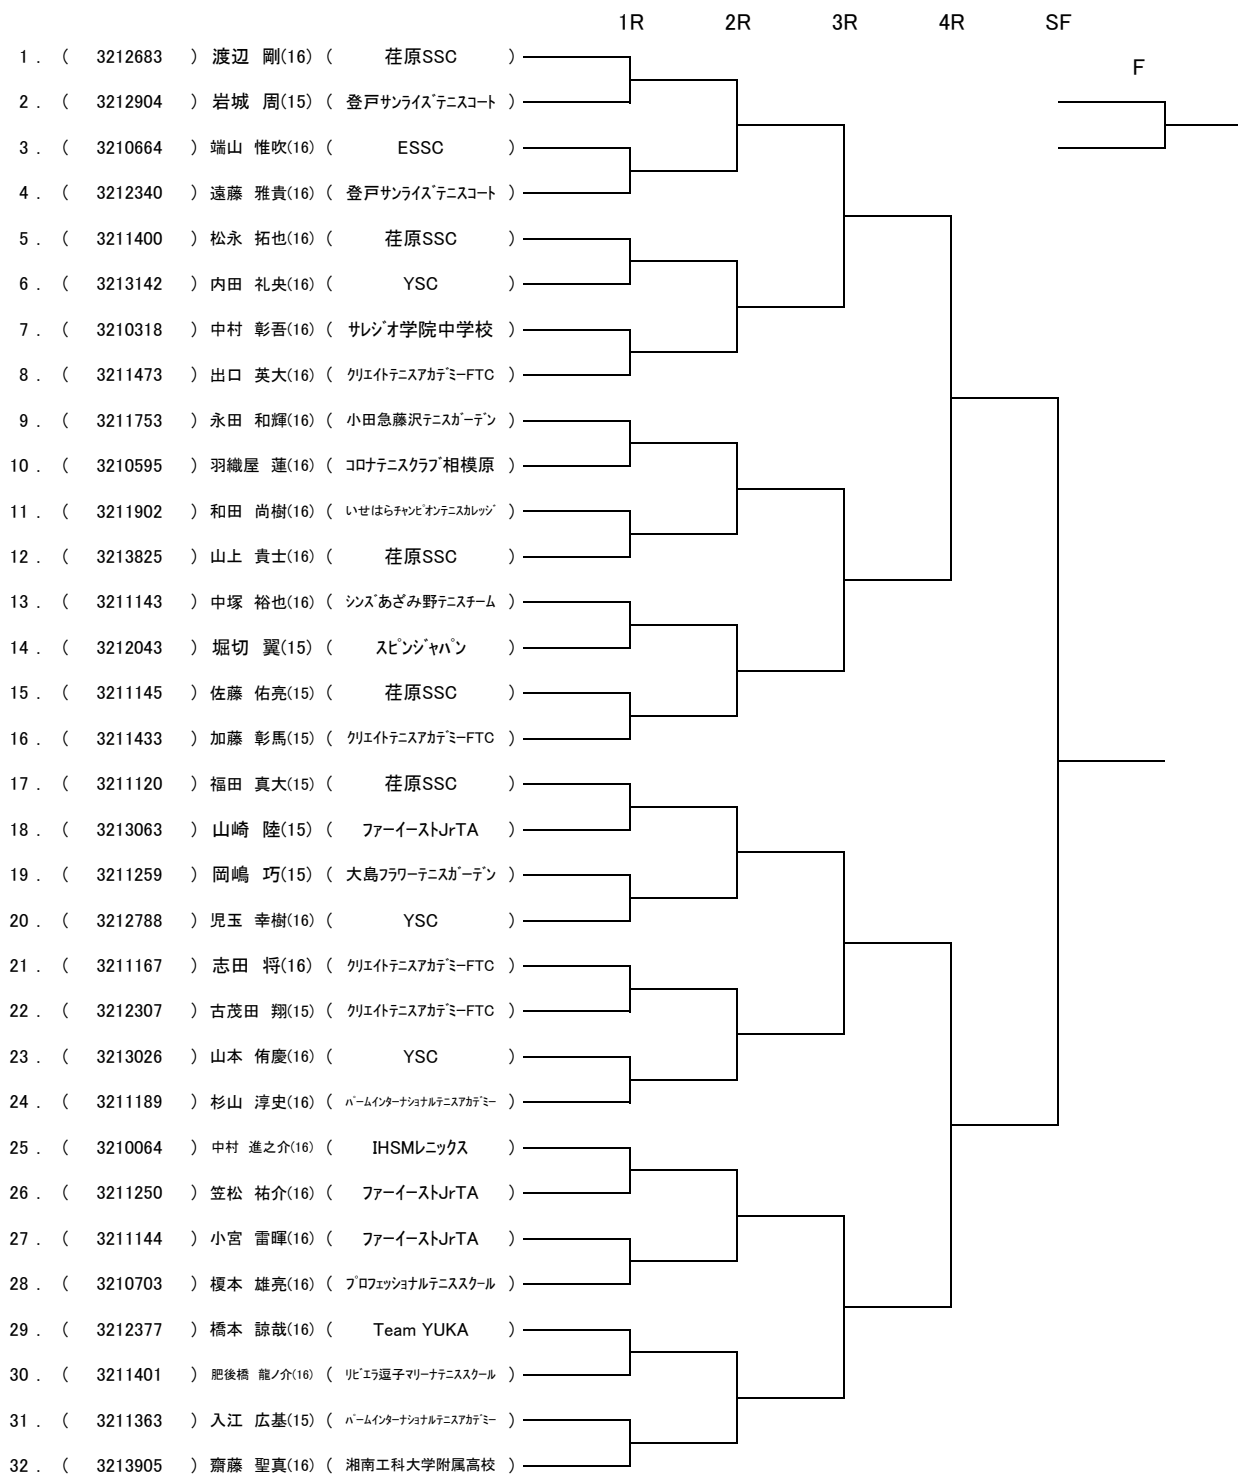 1R 2R 3R 4R SF
F
1． （ 3212683 ） 渡辺 剛(16) （ 荏原SSC ）
2． （ 3212904 ） 岩城 周(15) （ 登戸サンライズテニスコート ）
3． （ 3210664 ） 端山 惟吹(16) （ ESSC ）
4． （ 3212340 ） 遠藤 雅貴(16) （ 登戸サンライズテニスコート ）
5． （ 3211400 ） 松永 拓也(16) （ 荏原SSC ）
6． （ 3213142 ） 内田 礼央(16) （ YSC ）
7． （ 3210318 ） 中村 彰吾(16) （ サレジオ学院中学校 ）
8． （ 3211473 ） 出口 英大(16) （ クリエイトテニスアカデミーFTC ）
9． （ 3211753 ） 永田 和輝(16) （ 小田急藤沢テニスガーデン ）
10． （ 3210595 ） 羽織屋 蓮(16) （ コロナテニスクラブ相模原 ）
11． （ 3211902 ） 和田 尚樹(16) （ いせはらチャンピオンテニスカレッジ ）
12． （ 3213825 ） 山上 貴士(16) （ 荏原SSC ）
13． （ 3211143 ） 中塚 裕也(16) （ シンズあざみ野テニスチーム ）
14． （ 3212043 ） 堀切 翼(15) （ スピンジャパン ）
15． （ 3211145 ） 佐藤 佑亮(15) （ 荏原SSC ）
16． （ 3211433 ） 加藤 彰馬(15) （ クリエイトテニスアカデミーFTC ）
17． （ 3211120 ） 福田 真大(15) （ 荏原SSC ）
18． （ 3213063 ） 山崎 陸(15) （ ファーイーストJrTA ）
19． （ 3211259 ） 岡嶋 巧(15) （ 大島フラワーテニスガーデン ）
20． （ 3212788 ） 児玉 幸樹(16) （ YSC ）
21． （ 3211167 ） 志田 将(16) （ クリエイトテニスアカデミーFTC ）
22． （ 3212307 ） 古茂田 翔(15) （ クリエイトテニスアカデミーFTC ）
23． （ 3213026 ） 山本 侑慶(16) （ YSC ）
24． （ 3211189 ） 杉山 淳史(16) （ パームインターナショナルテニスアカデミー ）
25． （ 3210064 ） 中村 進之介(16) （ IHSMレニックス ）
26． （ 3211250 ） 笠松 祐介(16) （ ファーイーストJrTA ）
27． （ 3211144 ） 小宮 雷暉(16) （ ファーイーストJrTA ）
28． （ 3210703 ） 榎本 雄亮(16) （ プロフェッショナルテニススクール ）
29． （ 3212377 ） 橋本 諒哉(16) （ Team YUKA ）
30． （ 3211401 ） 肥後橋 龍ノ介(16) （ リビエラ逗子マリーナテニススクール ）
31． （ 3211363 ） 入江 広基(15) （ パームインターナショナルテニスアカデミー ）
32． （ 3213905 ） 齋藤 聖真(16) （ 湘南工科大学附属高校 ）